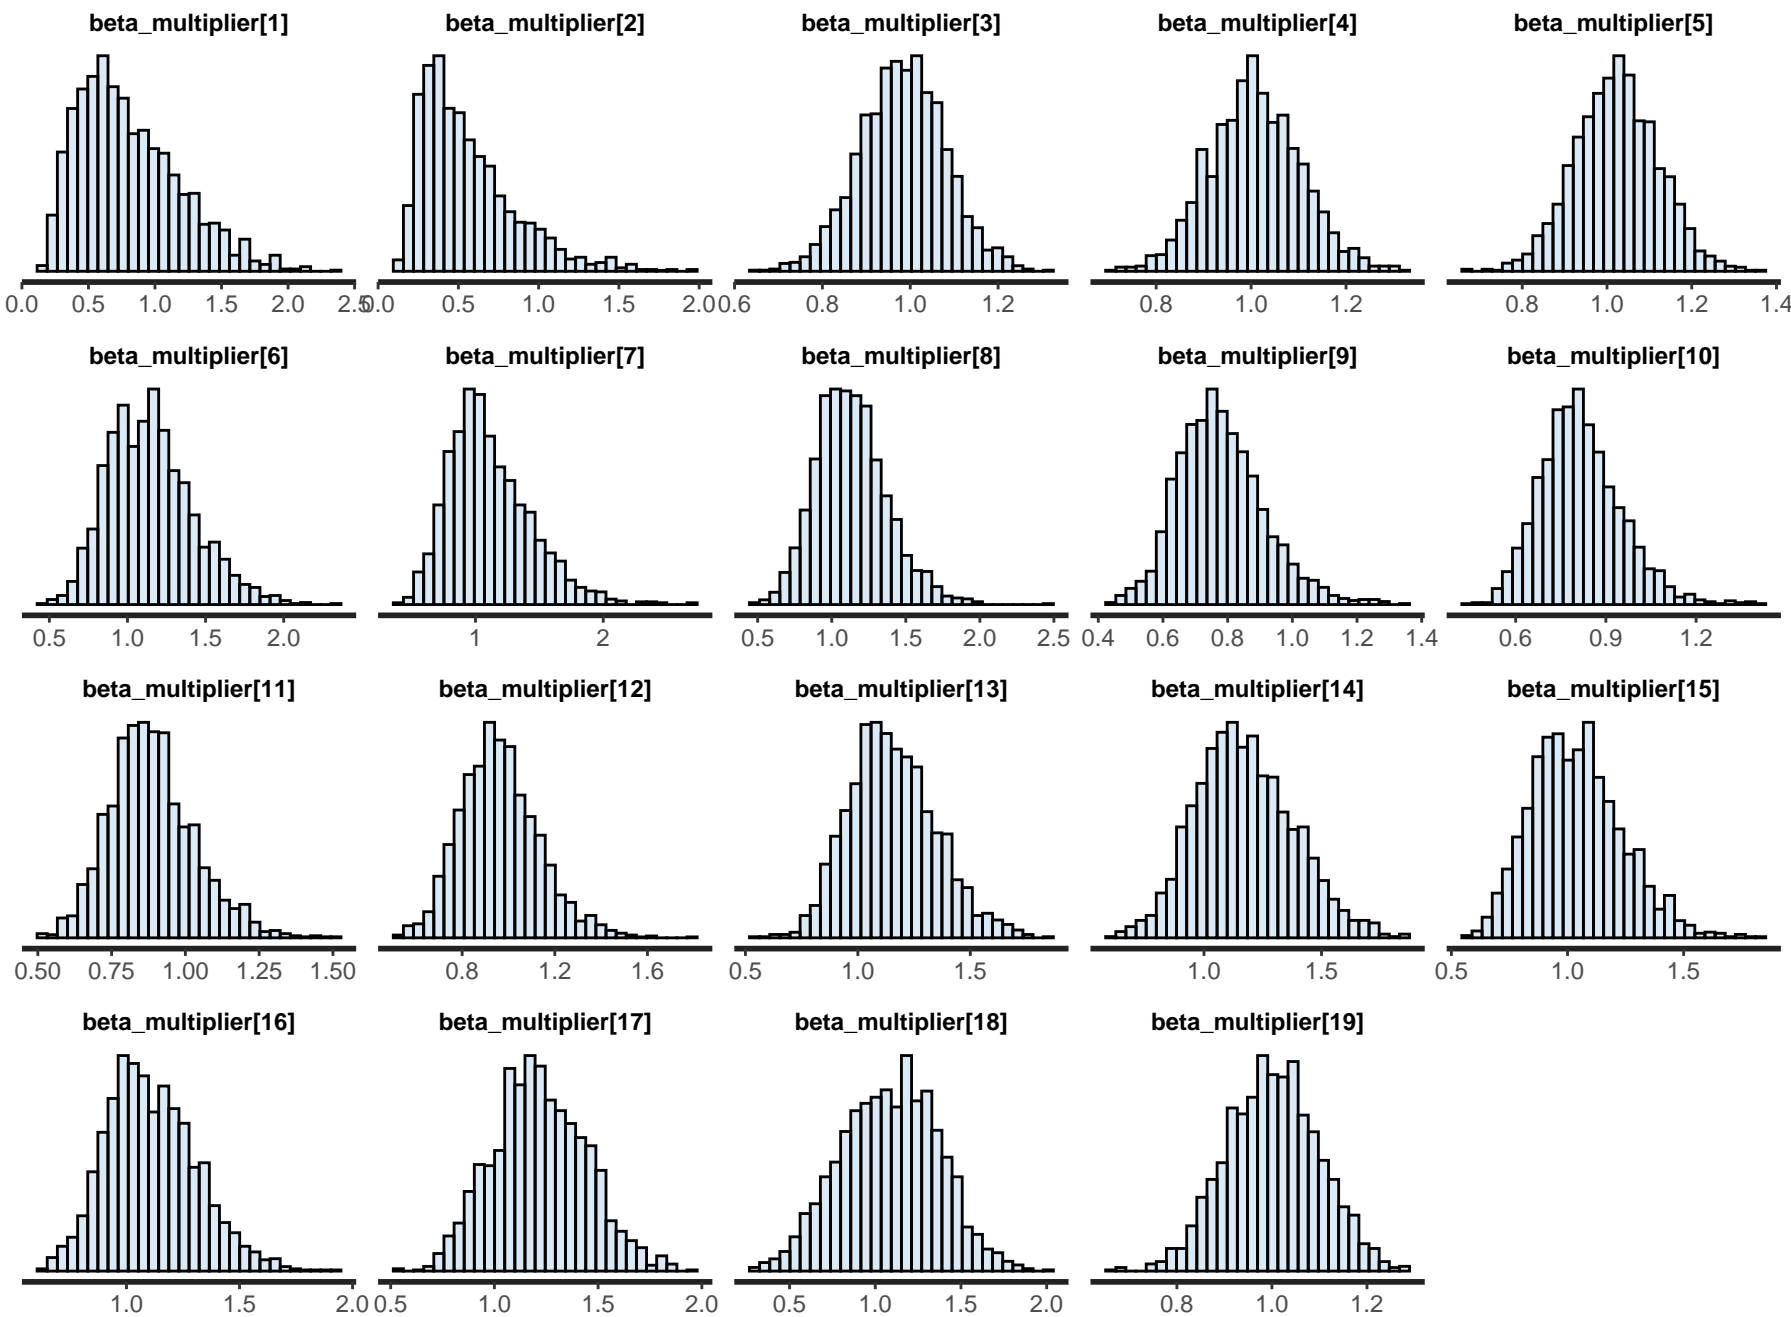 beta_multiplier[1] beta_multiplier[2] beta_multiplier[3] beta_multiplier[4] beta_multiplier[5]
0.0 0.5 1.0 1.5 2.0 2.5 0.0 0.5 1.0 1.5 2.0 0.6 0.8 1.0 1.2 0.8 1.0 1.2 0.8 1.0 1.2 1.4
beta_multiplier[6] beta_multiplier[7] beta_multiplier[8] beta_multiplier[9] beta_multiplier[10]
0.5 1.0 1.5 2.0 1 2 0.5 1.0 1.5 2.0 2.5 0.4 0.6 0.8 1.0 1.2 1.4 0.6 0.9 1.2
beta_multiplier[11] beta_multiplier[12] beta_multiplier[13] beta_multiplier[14] beta_multiplier[15]
0.50 0.75 1.00 1.25 1.50 0.8 1.2 1.6 0.5 1.0 1.5 1.0 1.5 0.5 1.0 1.5
beta_multiplier[16] beta_multiplier[17] beta_multiplier[18] beta_multiplier[19]
1.0 1.5 2.0 0.5 1.0 1.5 2.0 0.5 1.0 1.5 2.0 0.8 1.0 1.2